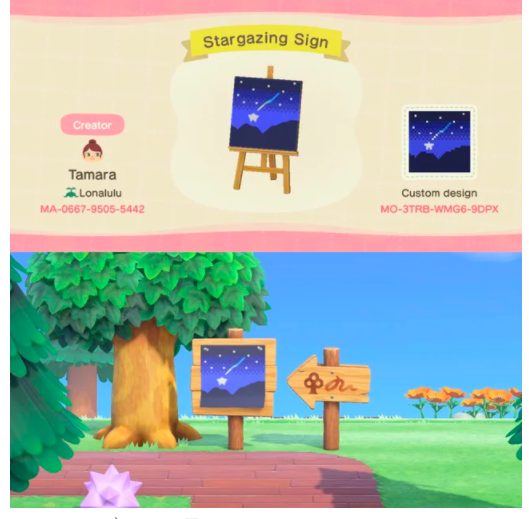 Stargazing Sign
Creator
Tamara
Lonalulu
MA-0667-9505-5442
Custom design
MO-3TRB-WMG6-9DPX